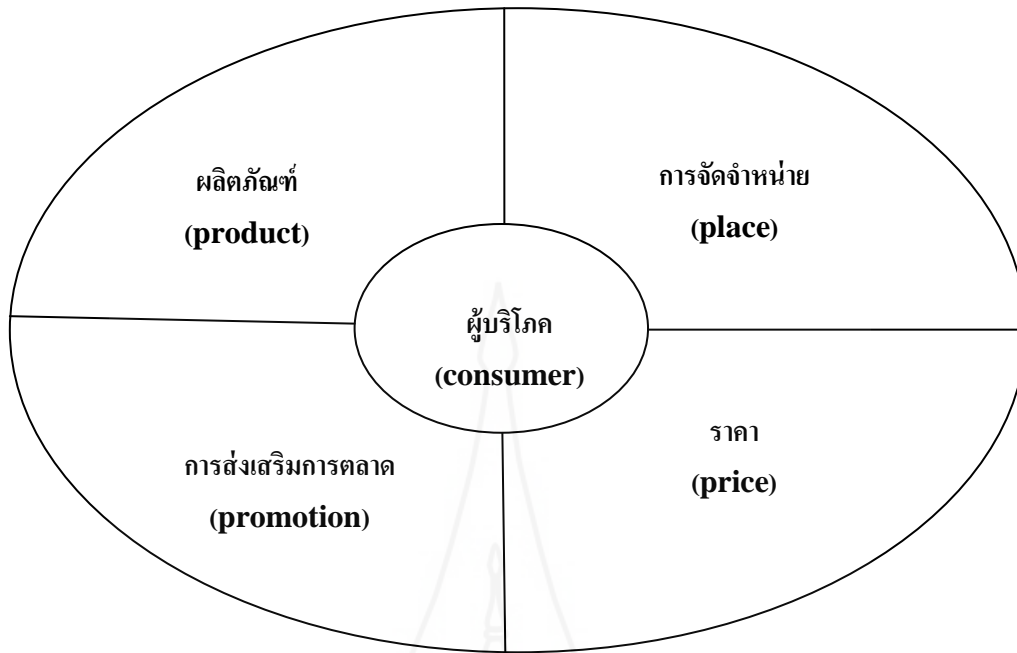 ผลิตภัณฑ์
(product)
การจัดจำหน่าย
(place)
ผู้บริโภค
(consumer)
การส่งเสริมการตลาด
(promotion)
ราคา
(price)